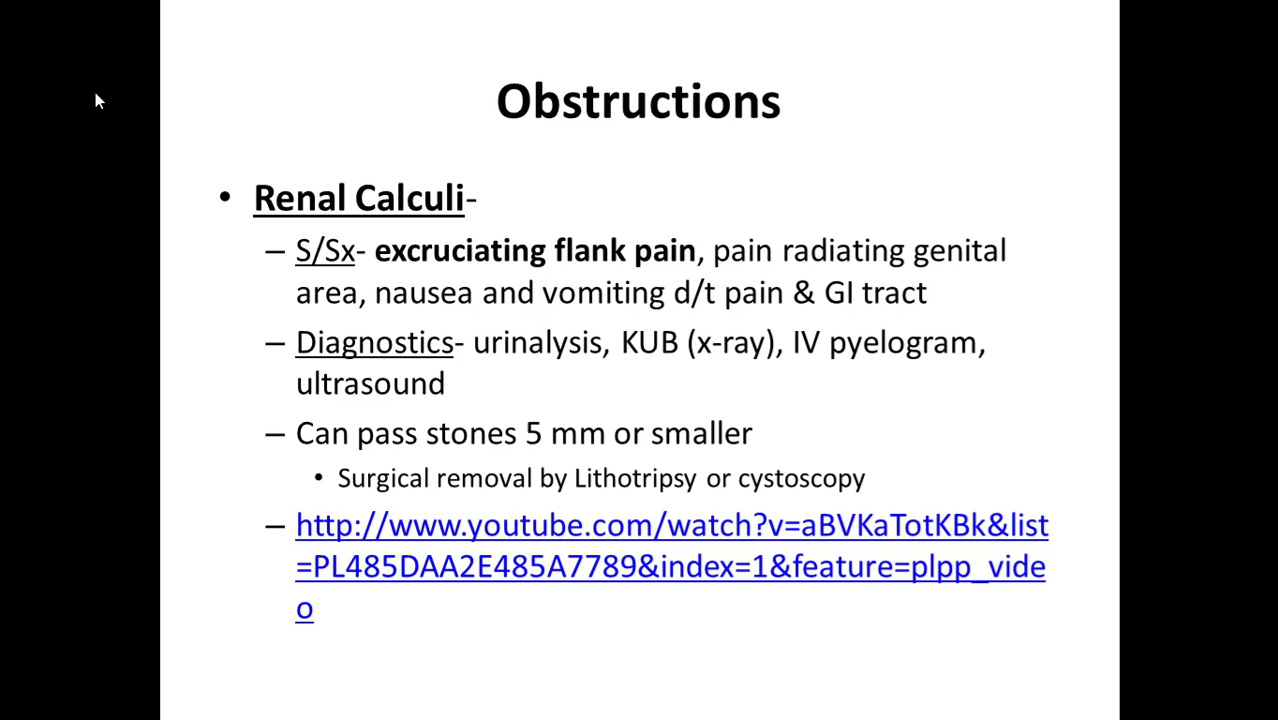 Obstructions
• Renal Calculi-
– S/Sx- excruciating flank pain, pain radiating genital
area, nausea and vomiting d/t pain & GI tract
– Diagnostics- urinalysis, KUB (x-ray), IV pyelogram,
ultrasound
– Can pass stones 5 mm or smaller
• Surgical removal by Lithotripsy or cystoscopy
– http://www.youtube.com/watch?v=aBVKaTotKBk&list
=PL485DAA2E485A7789&index=1&feature=plpp_vide
o